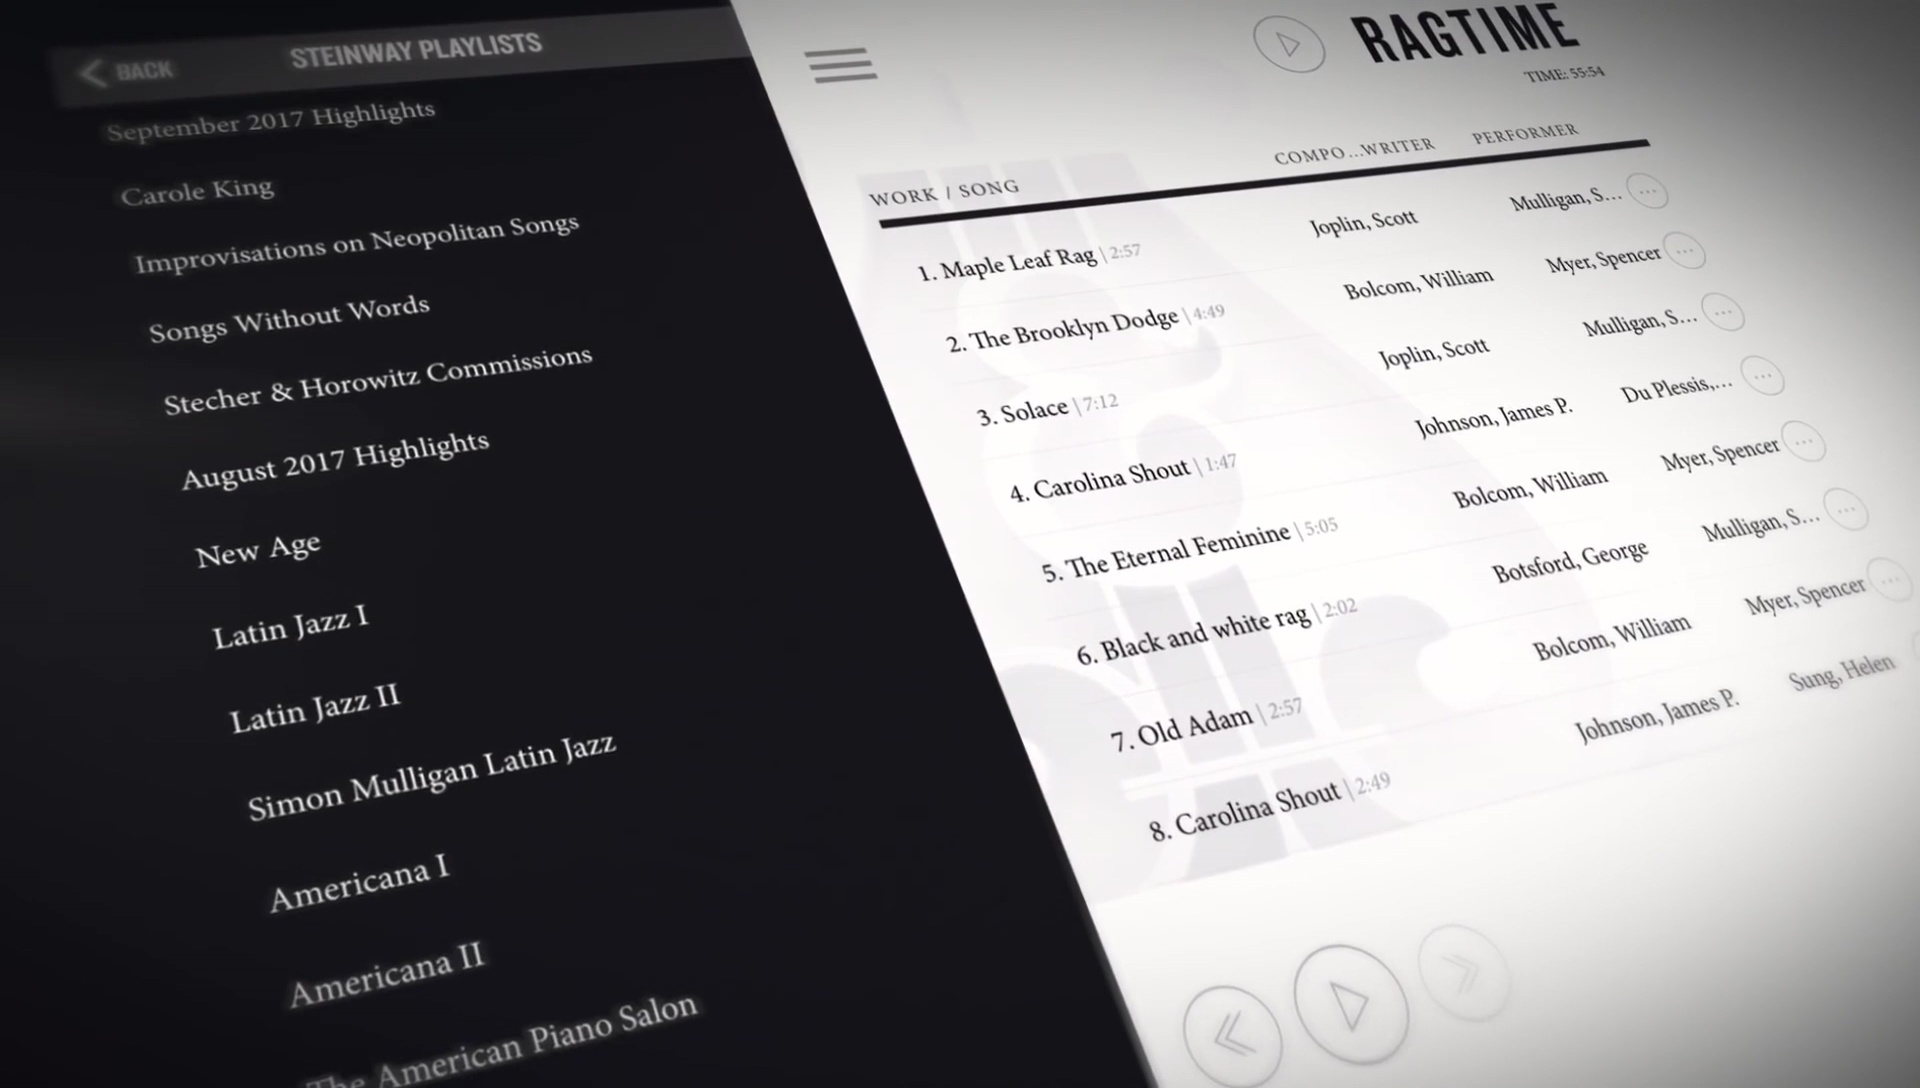 BACK
STEINWAY PLAYLISTS
September 2017 Highlights
Carole King
Improvisations on Neopolitan Songs
Songs Without Words
Stecher & Horowitz Commissions
August 2017 Highlights
New Age
Latin Jazz I
Latin Jazz II
Simon Mulligan Latin Jazz
Americana I
Americana II
The American Piano Salon
RAGTIME
TIME: 55:54
WORK / SONG COMPO...WRITER PERFORMER
1. Maple Leaf Rag | 2:57 Joplin, Scott Mulligan, S...
2. The Brooklyn Dodge | 4:49 Bolcom, William Myer, Spencer
3. Solace | 7:12 Joplin, Scott Mulligan, S...
4. Carolina Shout | 1:47 Johnson, James P. Du Plessis,...
5. The Eternal Feminine | 5:05 Bolcom, William Myer, Spencer
6. Black and white rag | 2:02 Botsford, George Mulligan, S...
7. Old Adam | 2:57 Bolcom, William Myer, Spencer
8. Carolina Shout | 2:49 Johnson, James P. Sung, Helen